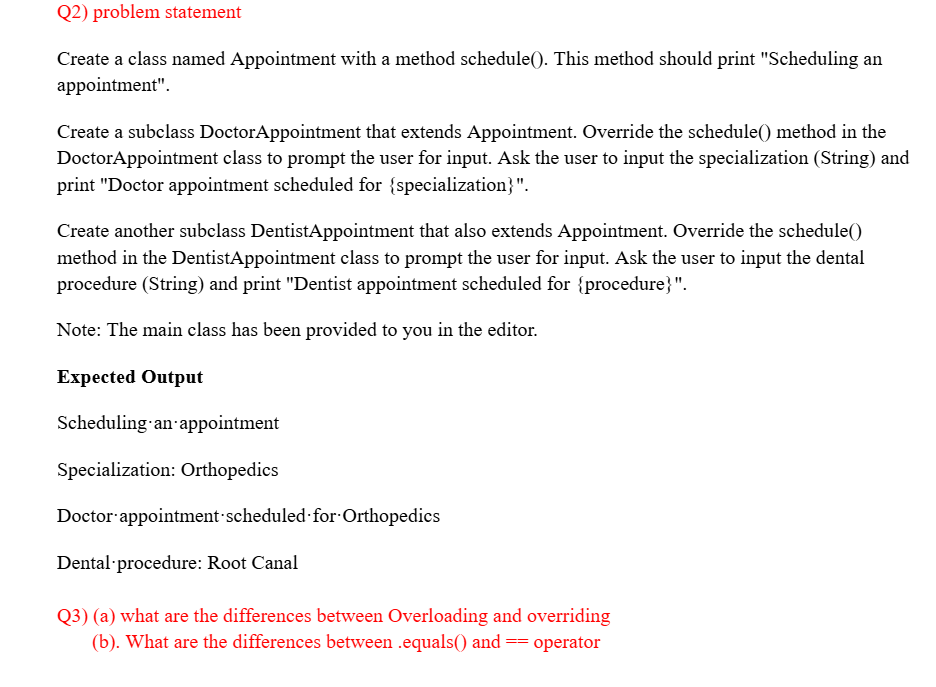 Q2) problem statement
Create a class named Appointment with a method schedule(). This method should print "Scheduling an
appointment".
Create a subclass DoctorAppointment that extends Appointment. Override the schedule() method in the
DoctorAppointment class to prompt the user for input. Ask the user to input the specialization (String) and
print "Doctor appointment scheduled for {specialization}".
Create another subclass DentistAppointment that also extends Appointment. Override the schedule()
method in the DentistAppointment class to prompt the user for input. Ask the user to input the dental
procedure (String) and print "Dentist appointment scheduled for {procedure}".
Note: The main class has been provided to you in the editor.
Expected Output
Scheduling·an·appointment
Specialization: Orthopedics
Doctor·appointment·scheduled·for·Orthopedics
Dental·procedure: Root Canal
Q3) (a) what are the differences between Overloading and overriding
(b). What are the differences between .equals() and == operator